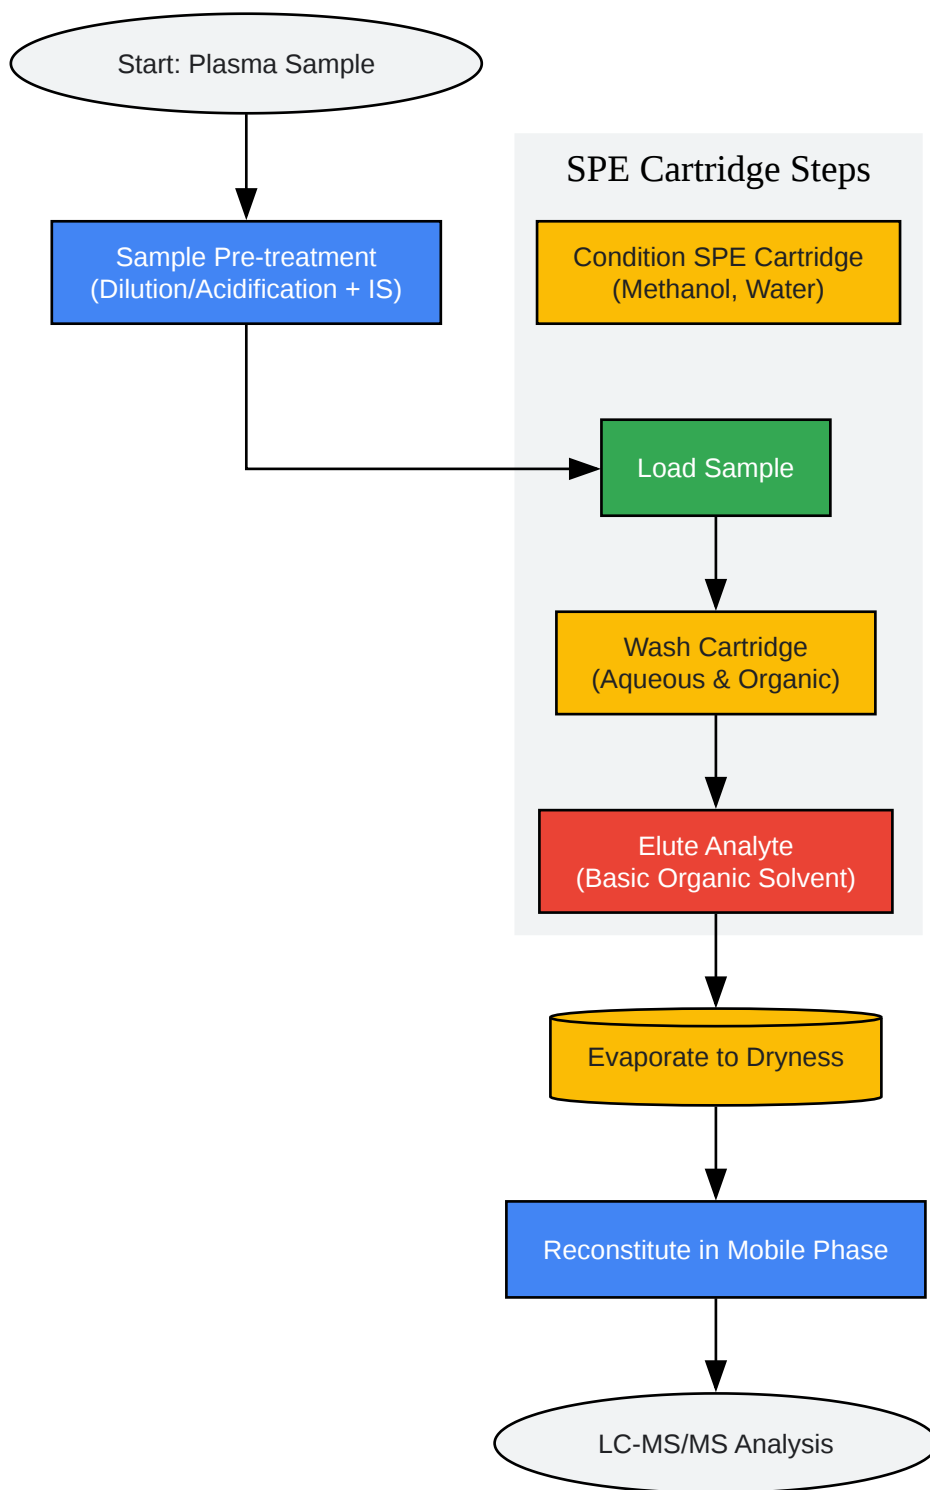 Start: Plasma Sample
SPE Cartridge Steps
Sample Pre-treatment
(Dilution/Acidification + IS)
Condition SPE Cartridge
(Methanol, Water)
Load Sample
Wash Cartridge
(Aqueous & Organic)
Elute Analyte
(Basic Organic Solvent)
Evaporate to Dryness
Reconstitute in Mobile Phase
LC-MS/MS Analysis